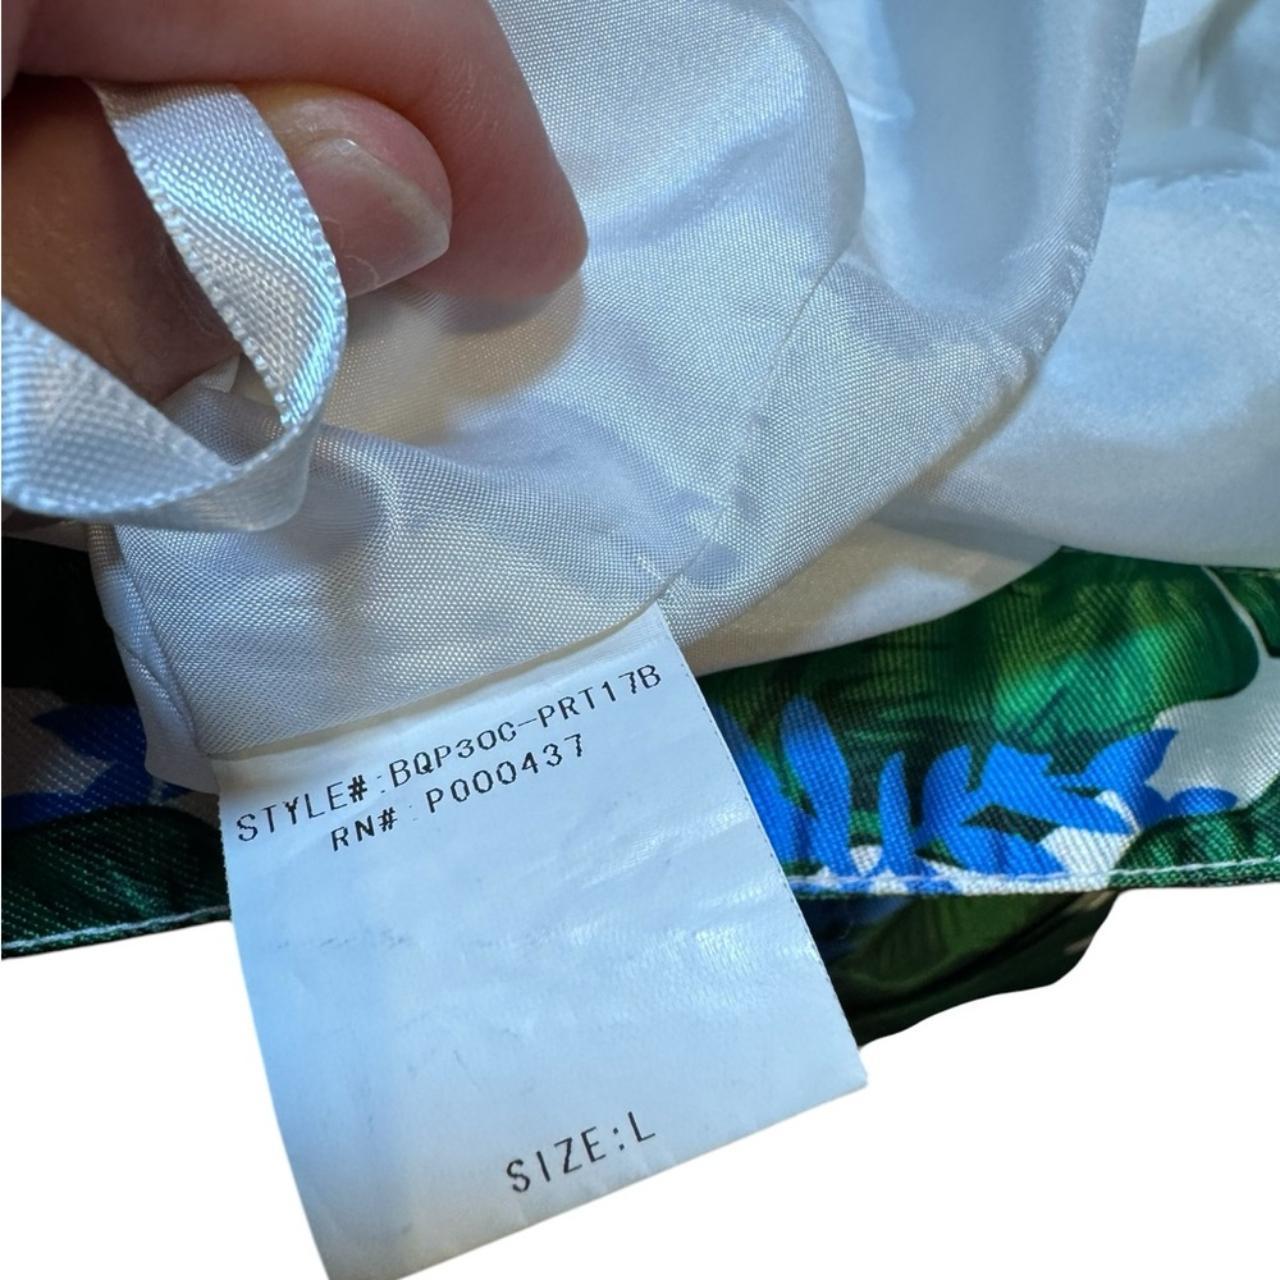 STYLE#:BQP30C-PRT17B
RN# : P000437
SIZE:L